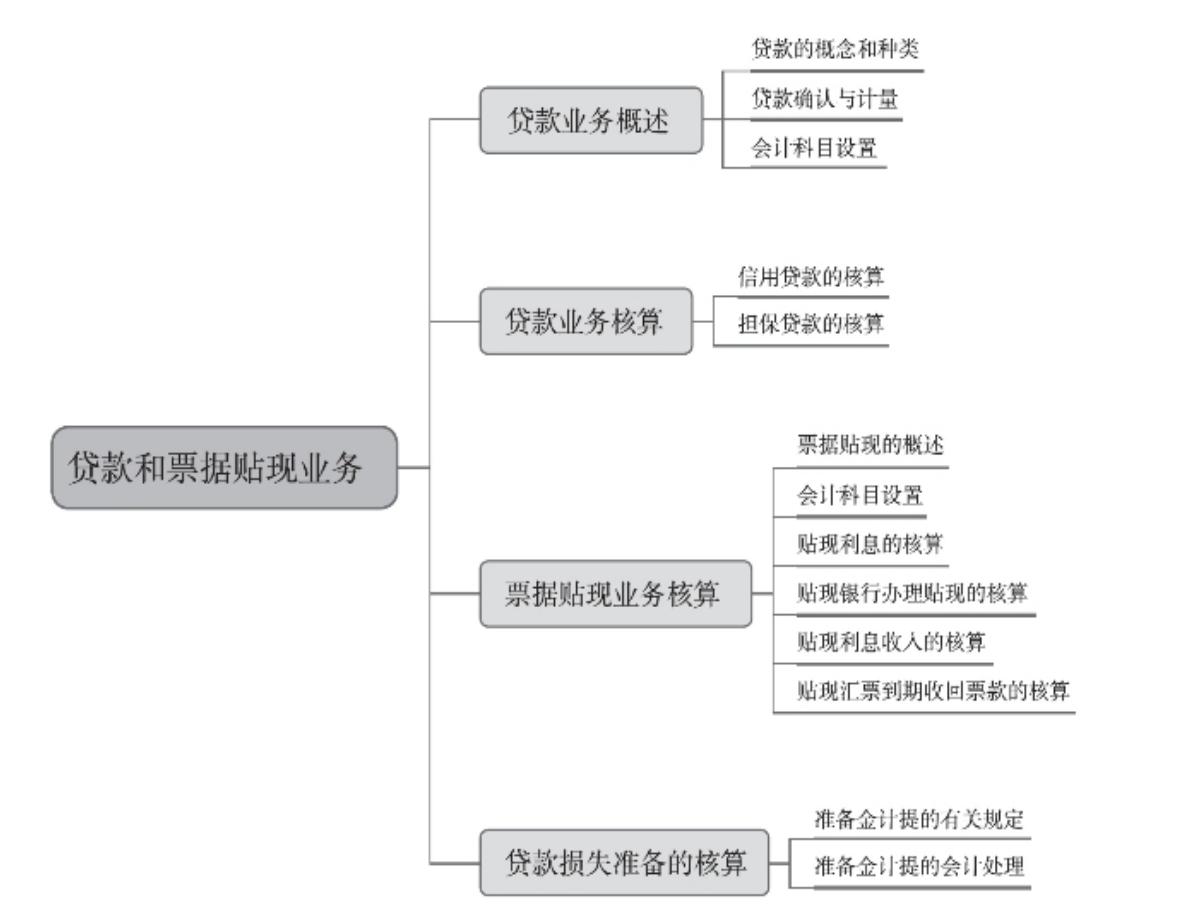 贷款和票据贴现业务
贷款业务概述
贷款的概念和种类
贷款确认与计量
会计科目设置
贷款业务核算
信用贷款的核算
担保贷款的核算
票据贴现业务核算
票据贴现的概述
会计科目设置
贴现利息的核算
贴现银行办理贴现的核算
贴现利息收入的核算
贴现汇票到期收回票款的核算
贷款损失准备的核算
准备金计提的有关规定
准备金计提的会计处理